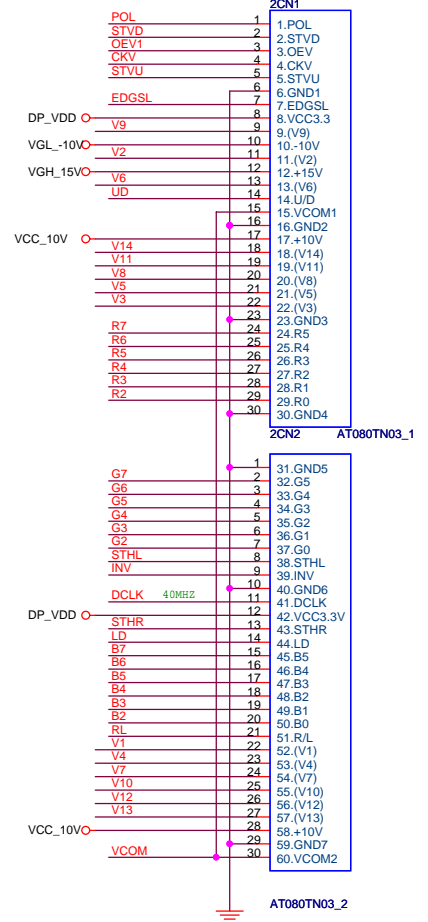 2CN1
POL 1 1.POL
STVD 2 2.STVD
OEV1 3 3.OEV
CKV 4 4.CKV
STVU 5 5.STVU
6 6.GND1
EDGSL 7 7.EDGSL
DP_VDD 8 8.VCC3.3
V9 9 9.(V9)
VGL_-10V 10 10.-10V
V2 11 11.(V2)
VGH_15V 12 12.+15V
V6 13 13.(V6)
UD 14 14.U/D
15 15.VCOM1
16 16.GND2
VCC_10V 17 17.+10V
V14 18 18.(V14)
V11 19 19.(V11)
V8 20 20.(V8)
V5 21 21.(V5)
V3 22 22.(V3)
23 23.GND3
R7 24 24.R5
R6 25 25.R4
R5 26 26.R3
R4 27 27.R2
R3 28 28.R1
R2 29 29.R0
30 30.GND4
2CN2 AT080TN03_1
1 31.GND5
G7 2 32.G5
G6 3 33.G4
G5 4 34.G3
G4 5 35.G2
G3 6 36.G1
G2 7 37.G0
STHL 8 38.STHL
INV 9 39.INV
10 40.GND6
DCLK 40MHZ 11 41.DCLK
DP_VDD 12 42.VCC3.3V
STHR 13 43.STHR
LD 14 44.LD
B7 15 45.B5
B6 16 46.B4
B5 17 47.B3
B4 18 48.B2
B3 19 49.B1
B2 20 50.B0
RL 21 51.R/L
V1 22 52.(V1)
V4 23 53.(V4)
V7 24 54.(V7)
V10 25 55.(V10)
V12 26 56.(V12)
V13 27 57.(V13)
VCC_10V 28 58.+10V
29 59.GND7
VCOM 30 60.VCOM2
AT080TN03_2